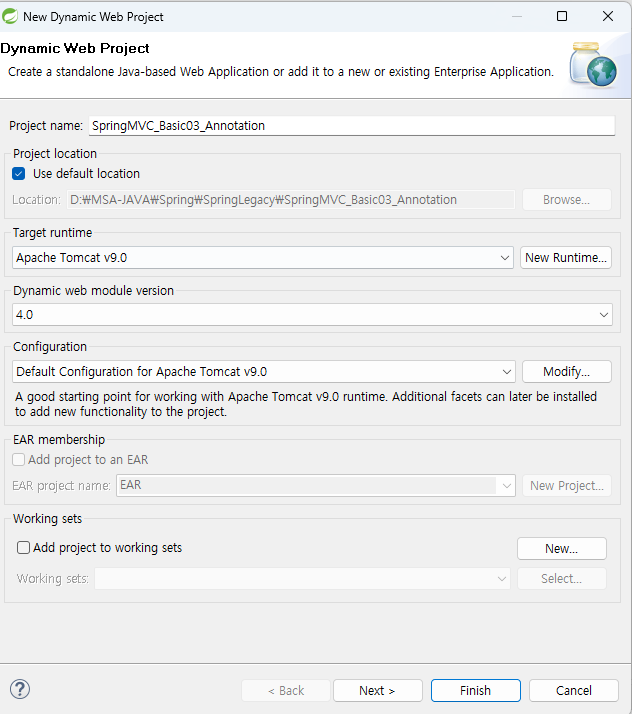 New Dynamic Web Project
Dynamic Web Project
Create a standalone Java-based Web Application or add it to a new or existing Enterprise Application.
Project name: SpringMVC_Basic03_Annotation
Project location
Use default location
Location: D:₩MSA-JAVA₩Spring₩SpringLegacy₩SpringMVC_Basic03_Annotation Browse...
Target runtime
Apache Tomcat v9.0 New Runtime...
Dynamic web module version
4.0
Configuration
Default Configuration for Apache Tomcat v9.0 Modify...
A good starting point for working with Apache Tomcat v9.0 runtime. Additional facets can later be installed
to add new functionality to the project.
EAR membership
Add project to an EAR
EAR project name: EAR New Project...
Working sets
Add project to working sets New...
Working sets: Select...
? < Back Next > Finish Cancel